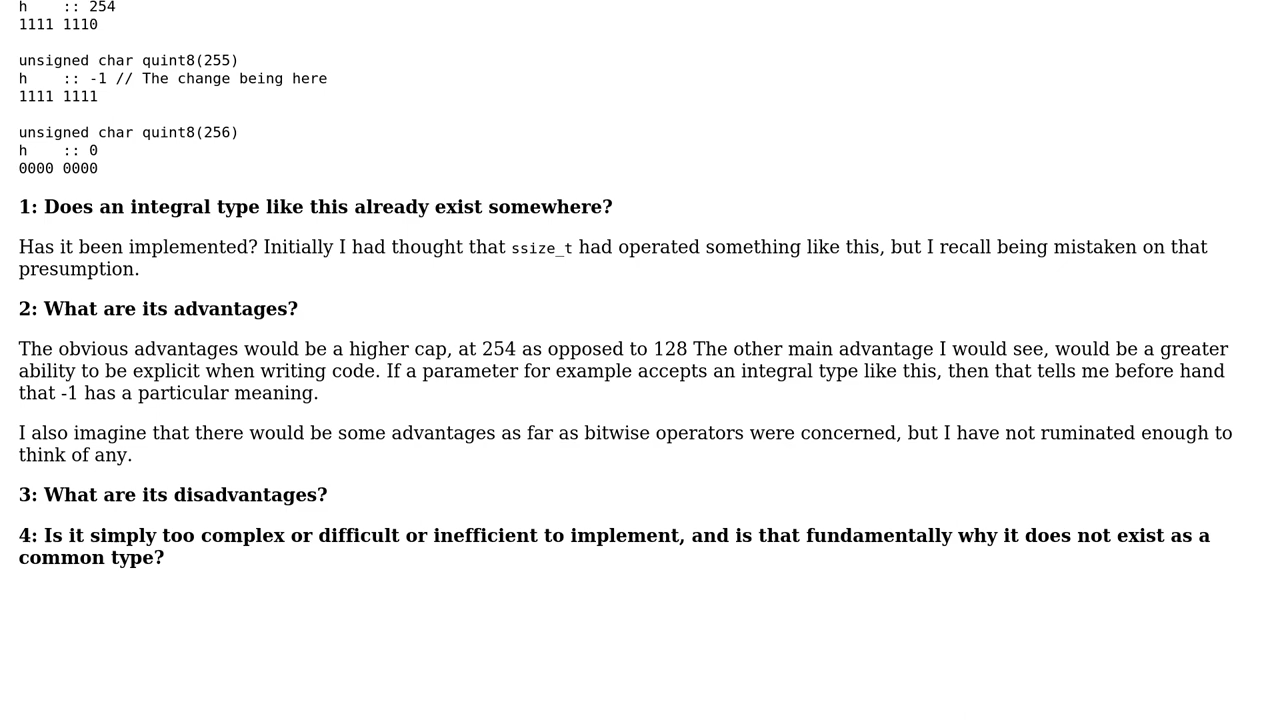 h    :: 254
1111 1110
unsigned char quint8(255)
h    :: -1 // The change being here
1111 1111
unsigned char quint8(256)
h    :: 0
0000 0000
1: Does an integral type like this already exist somewhere?
Has it been implemented? Initially I had thought that ssize_t had operated something like this, but I recall being mistaken on that
presumption.
2: What are its advantages?
The obvious advantages would be a higher cap, at 254 as opposed to 128 The other main advantage I would see, would be a greater
ability to be explicit when writing code. If a parameter for example accepts an integral type like this, then that tells me before hand
that -1 has a particular meaning.
I also imagine that there would be some advantages as far as bitwise operators were concerned, but I have not ruminated enough to
think of any.
3: What are its disadvantages?
4: Is it simply too complex or difficult or inefficient to implement, and is that fundamentally why it does not exist as a
common type?